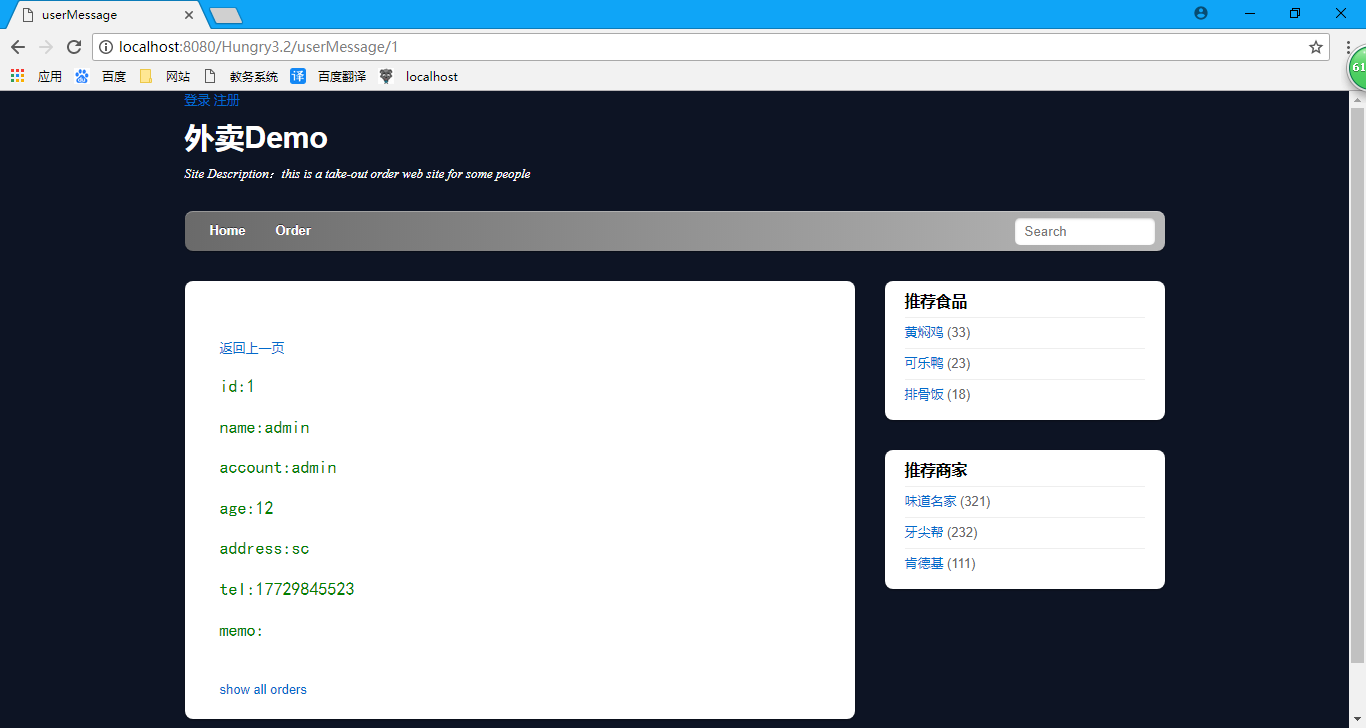 userMessage
localhost:8080/Hungry3.2/userMessage/1
应用 百度 网站 教务系统 译 百度翻译 localhost
61
登录 注册
外卖Demo
Site Description：this is a take-out order web site for some people
Home Order Search
返回上一页
id:1
name:admin
account:admin
age:12
address:sc
tel:17729845523
memo:
show all orders
推荐食品
黄焖鸡 (33)
可乐鸭 (23)
排骨饭 (18)
推荐商家
味道名家 (321)
牙尖帮 (232)
肯德基 (111)